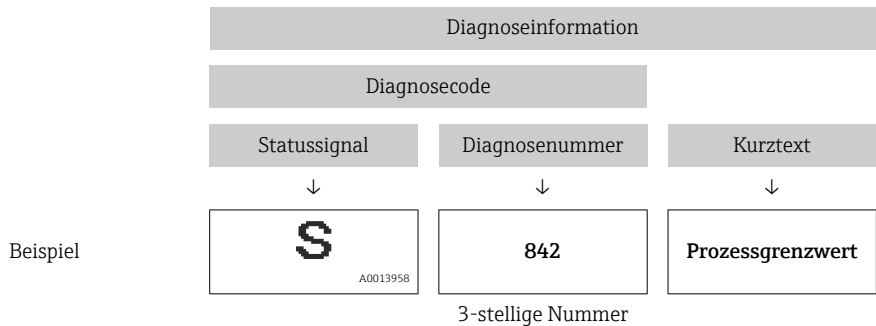 Diagnoseinformation
Diagnosecode
Statussignal Diagnosenummer Kurztext
↓ ↓ ↓
Beispiel S 842 Prozessgrenzwert
A0013958
3-stellige Nummer